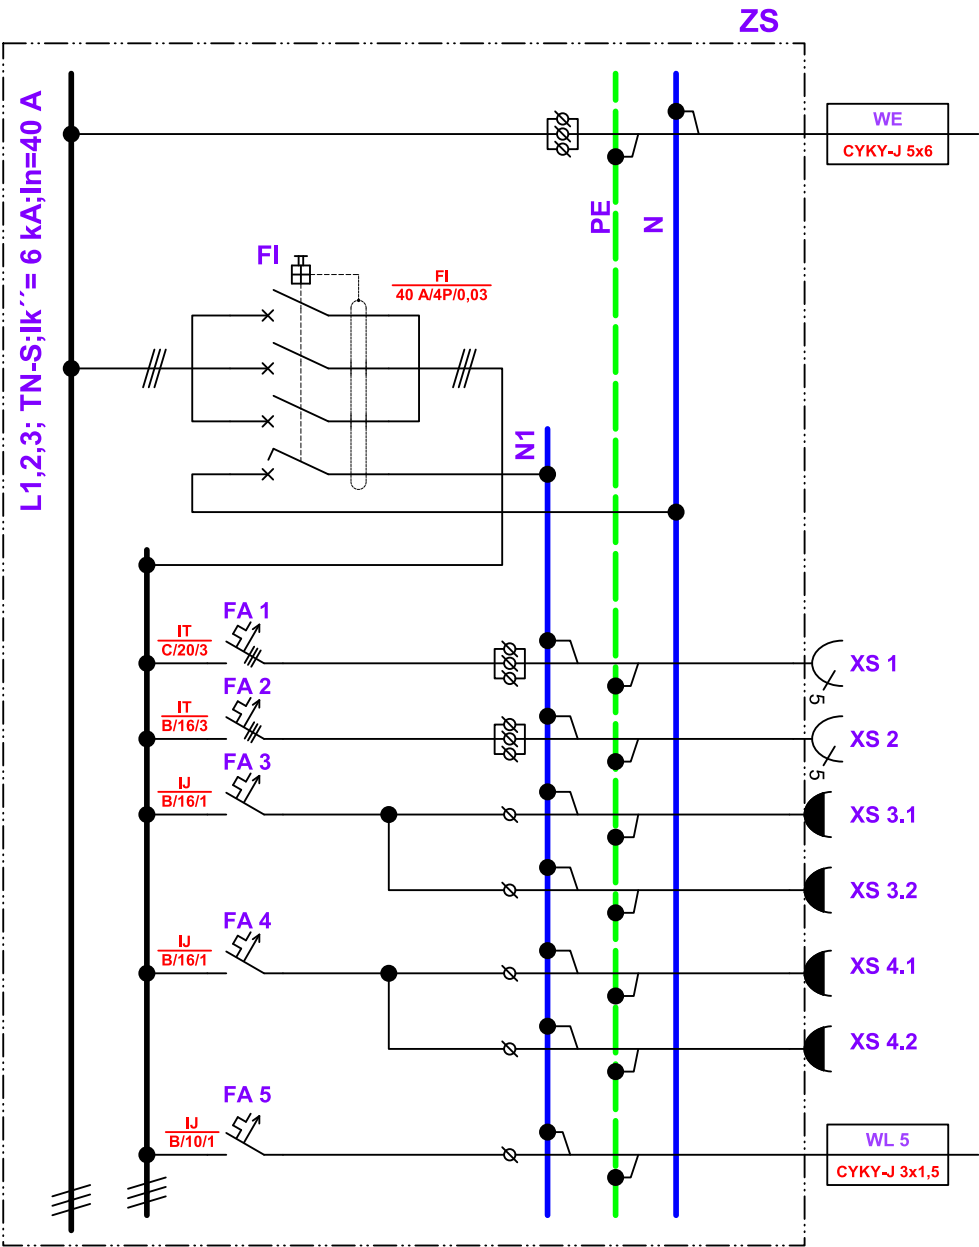 ZS
L1,2,3; TN-S;Ik´´= 6 kA;In=40 A
WE
CYKY-J 5x6
PE
N
FI
FI
40 A/4P/0,03
N1
FA 1
IT
C/20/3
XS 1
5
FA 2
IT
B/16/3
XS 2
5
FA 3
IJ
B/16/1
XS 3.1
XS 3.2
FA 4
IJ
B/16/1
XS 4.1
XS 4.2
FA 5
IJ
B/10/1
WL 5
CYKY-J 3x1,5